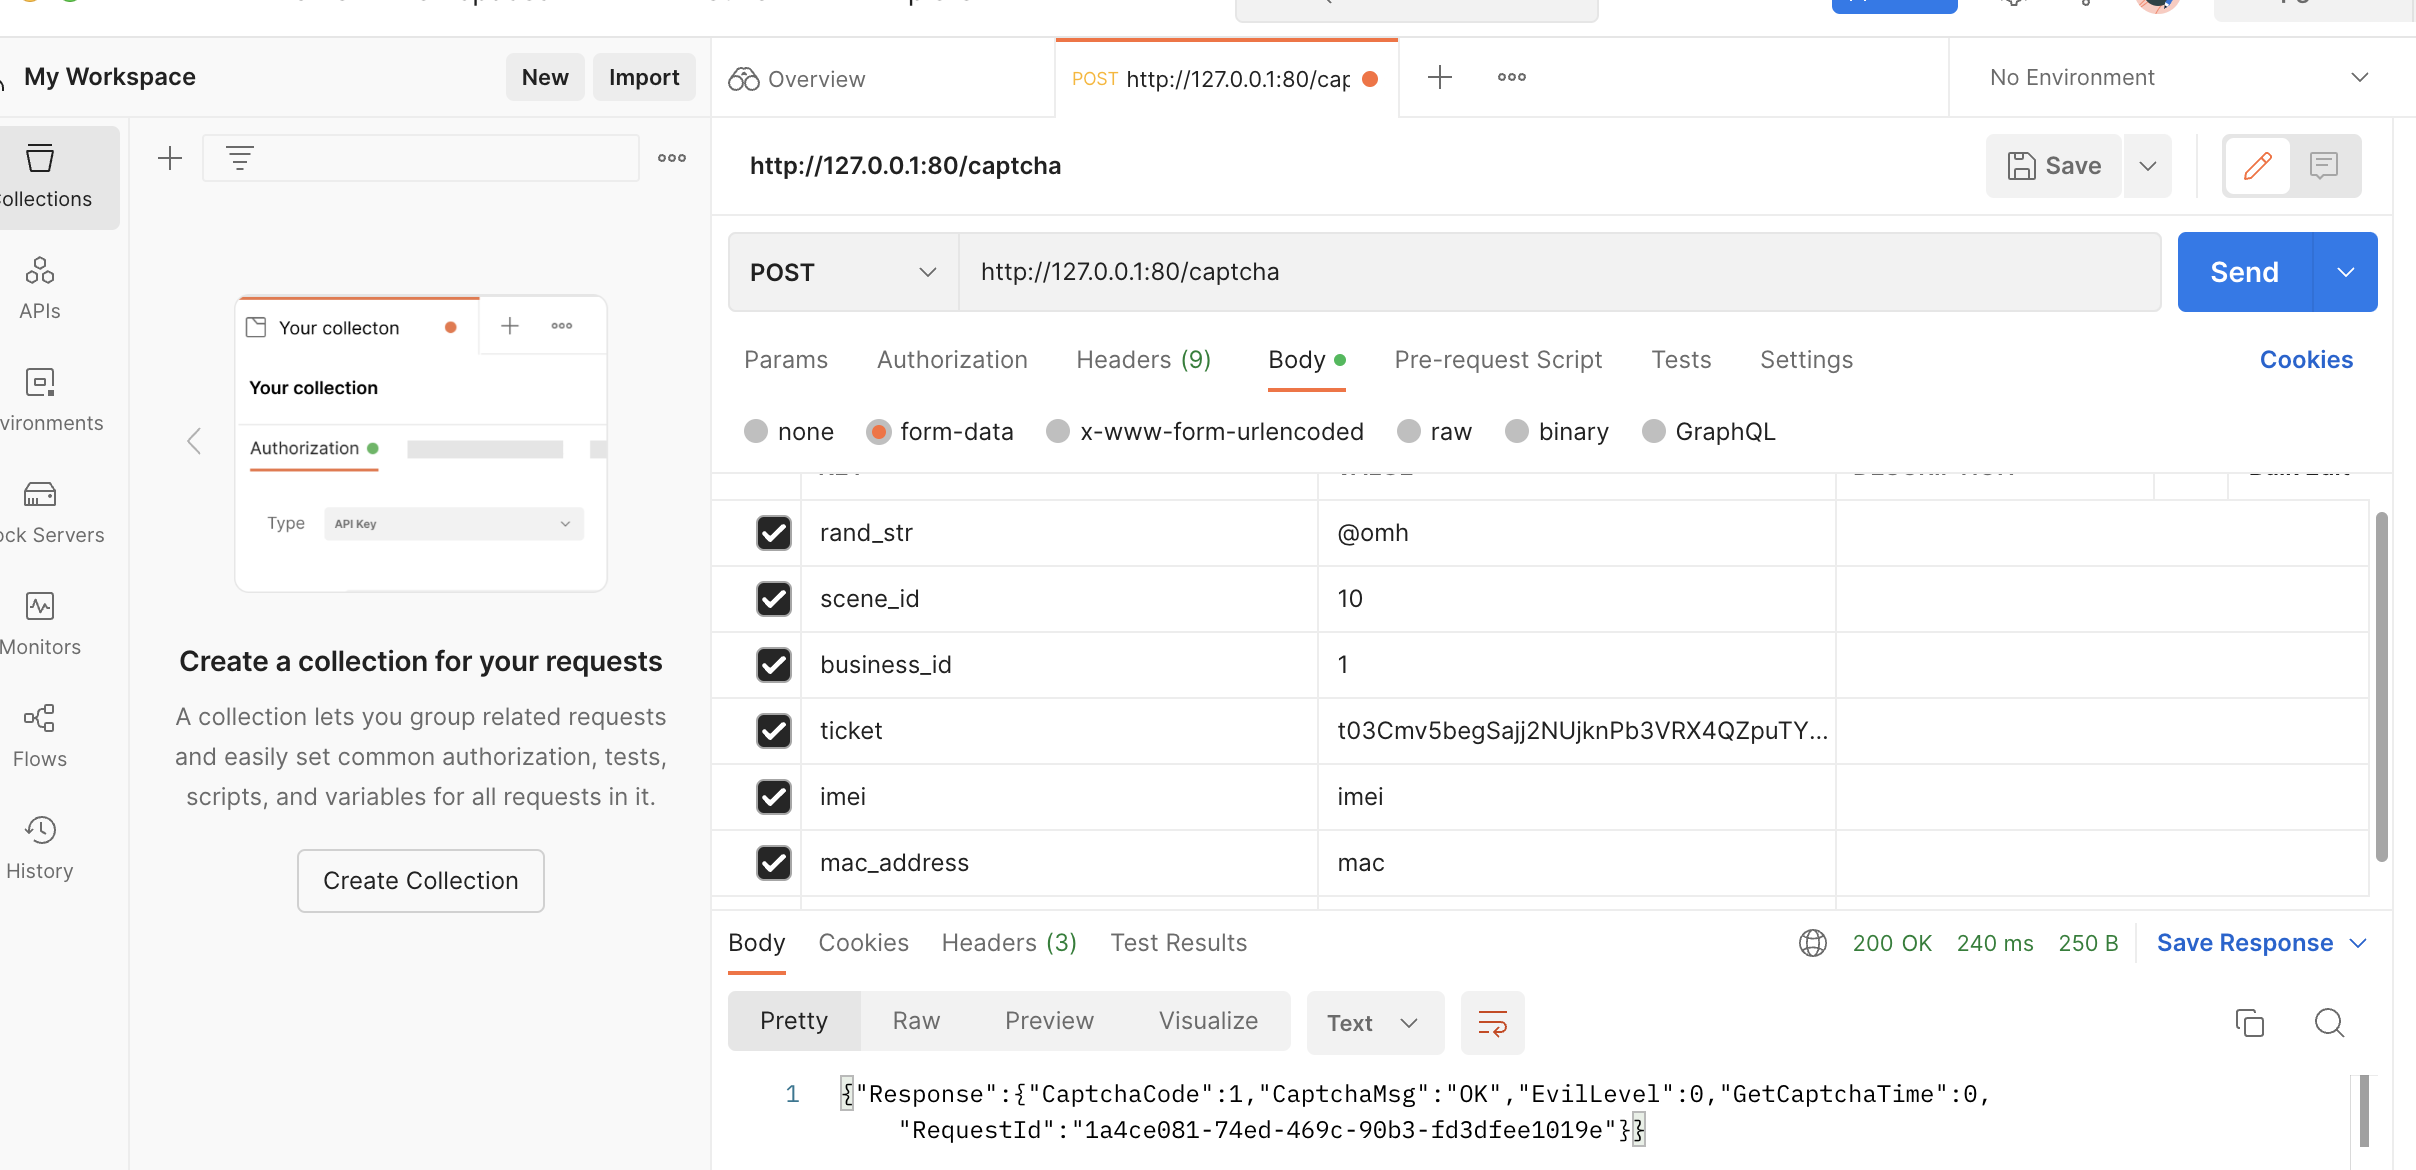 My Workspace
New
Import
Overview
POST http://127.0.0.1:80/cap
No Environment
ollections
APIs
vironments
ock Servers
Monitors
Flows
History
Your collecton
Your collection
Authorization
Type
API Key
Create a collection for your requests
A collection lets you group related requests
and easily set common authorization, tests,
scripts, and variables for all requests in it.
Create Collection
http://127.0.0.1:80/captcha
Save
POST
http://127.0.0.1:80/captcha
Send
Params Authorization Headers (9) Body Pre-request Script Tests Settings Cookies
none form-data x-www-form-urlencoded raw binary GraphQL
rand_str @omh
scene_id 10
business_id 1
ticket t03Cmv5begSajj2NUjknPb3VRX4QZpuTY...
imei imei
mac_address mac
Body Cookies Headers (3) Test Results 200 OK 240 ms 250 B Save Response
Pretty Raw Preview Visualize Text
1 {"Response":{"CaptchaCode":1,"CaptchaMsg":"OK","EvilLevel":0,"GetCaptchaTime":0,
"RequestId":"1a4ce081-74ed-469c-90b3-fd3dfee1019e"}}